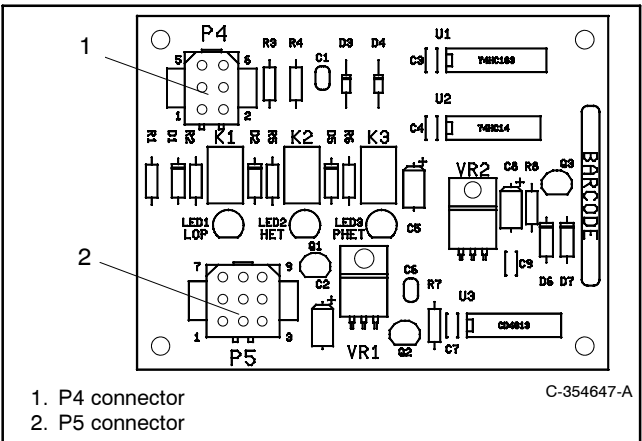 1
P4
U1
R3 R4 C1 D3 D4
5 6
C3
74HC163
1 2
U2
C4
74HC14
R1 D1 R2 K1 D2 R5 K2 D5 R6 K3
VR2 C8 R8 Q3
BARCODE
LED1 LED2 LED3
LOP HET PHET
C5
Q1
2
7 9
C2
C6
R7
C9
D6 D7
U3
CD4013
1 3
P5
VR1
Q2
C7
1. P4 connector
2. P5 connector
C-354647-A